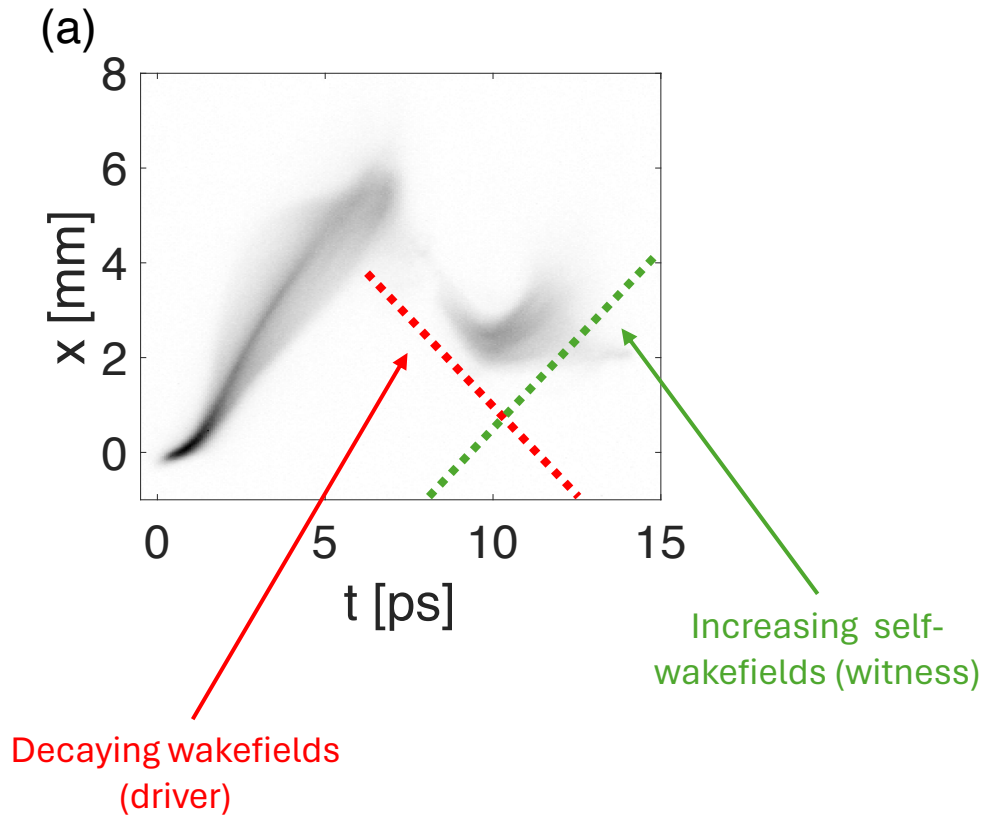 (a)
8
6
4
2
0
x [mm]
0 5 10 15
t [ps]
Increasing self-
wakefields (witness)
Decaying wakefields
(driver)